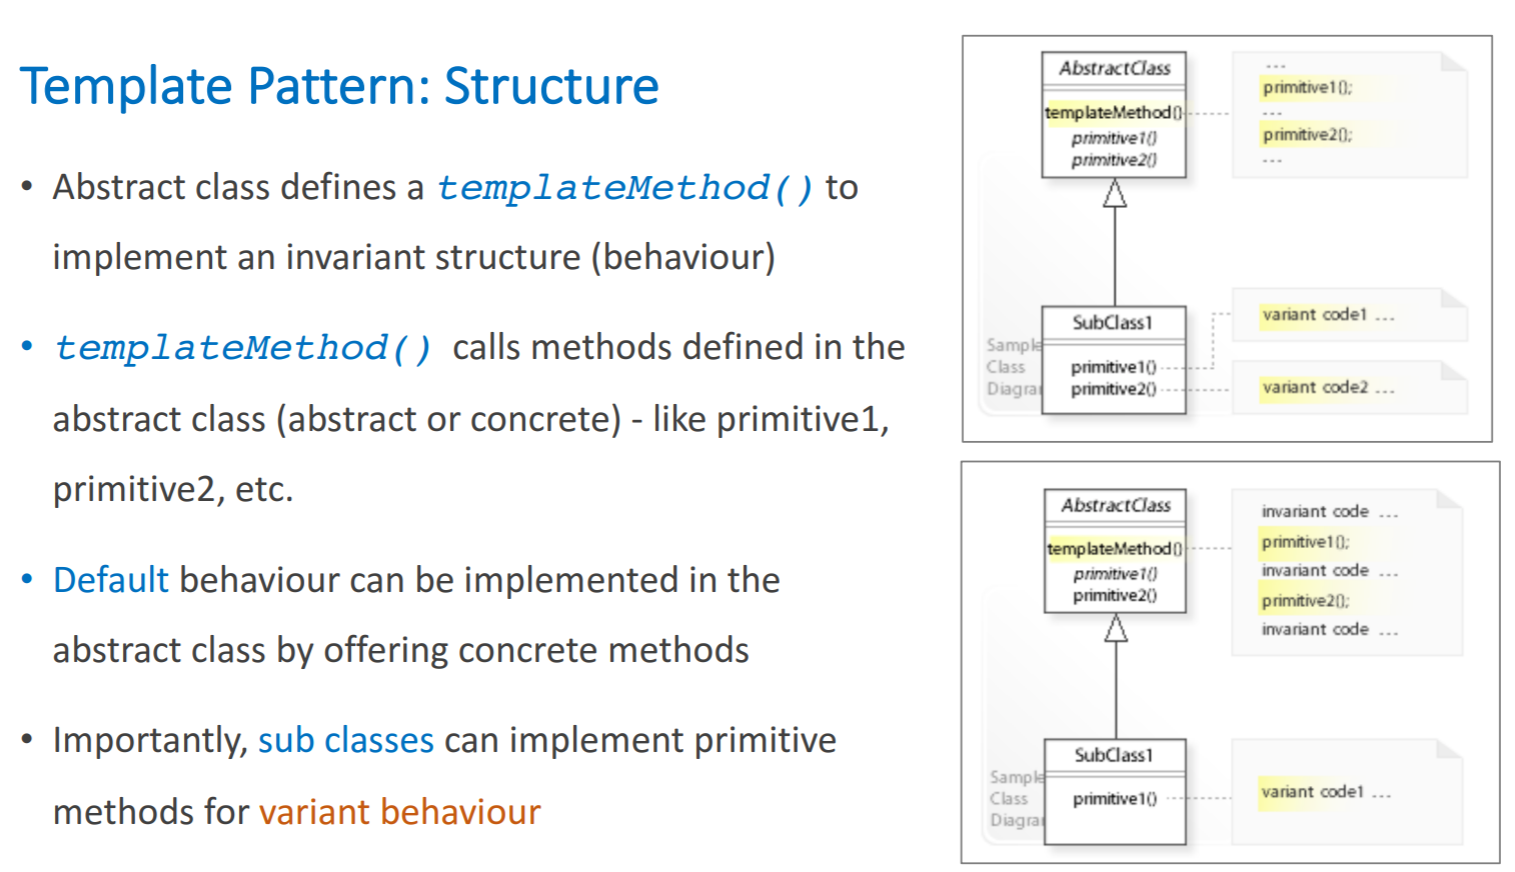 Template Pattern: Structure
• Abstract class defines a templateMethod() to
implement an invariant structure (behaviour)
• templateMethod() calls methods defined in the
abstract class (abstract or concrete) - like primitive1,
primitive2, etc.
• Default behaviour can be implemented in the
abstract class by offering concrete methods
• Importantly, sub classes can implement primitive
methods for variant behaviour
AbstractClass
templateMethod()
primitive1()
primitive2()
...
primitive1();
...
primitive2();
...
SubClass1
primitive1()
primitive2()
variant code1 ...
variant code2 ...
Sample
Class
Diagra
AbstractClass
templateMethod()
primitive1()
primitive2()
invariant code ...
primitive1();
invariant code ...
primitive2();
invariant code ...
SubClass1
primitive1()
variant code1 ...
Sample
Class
Diagra